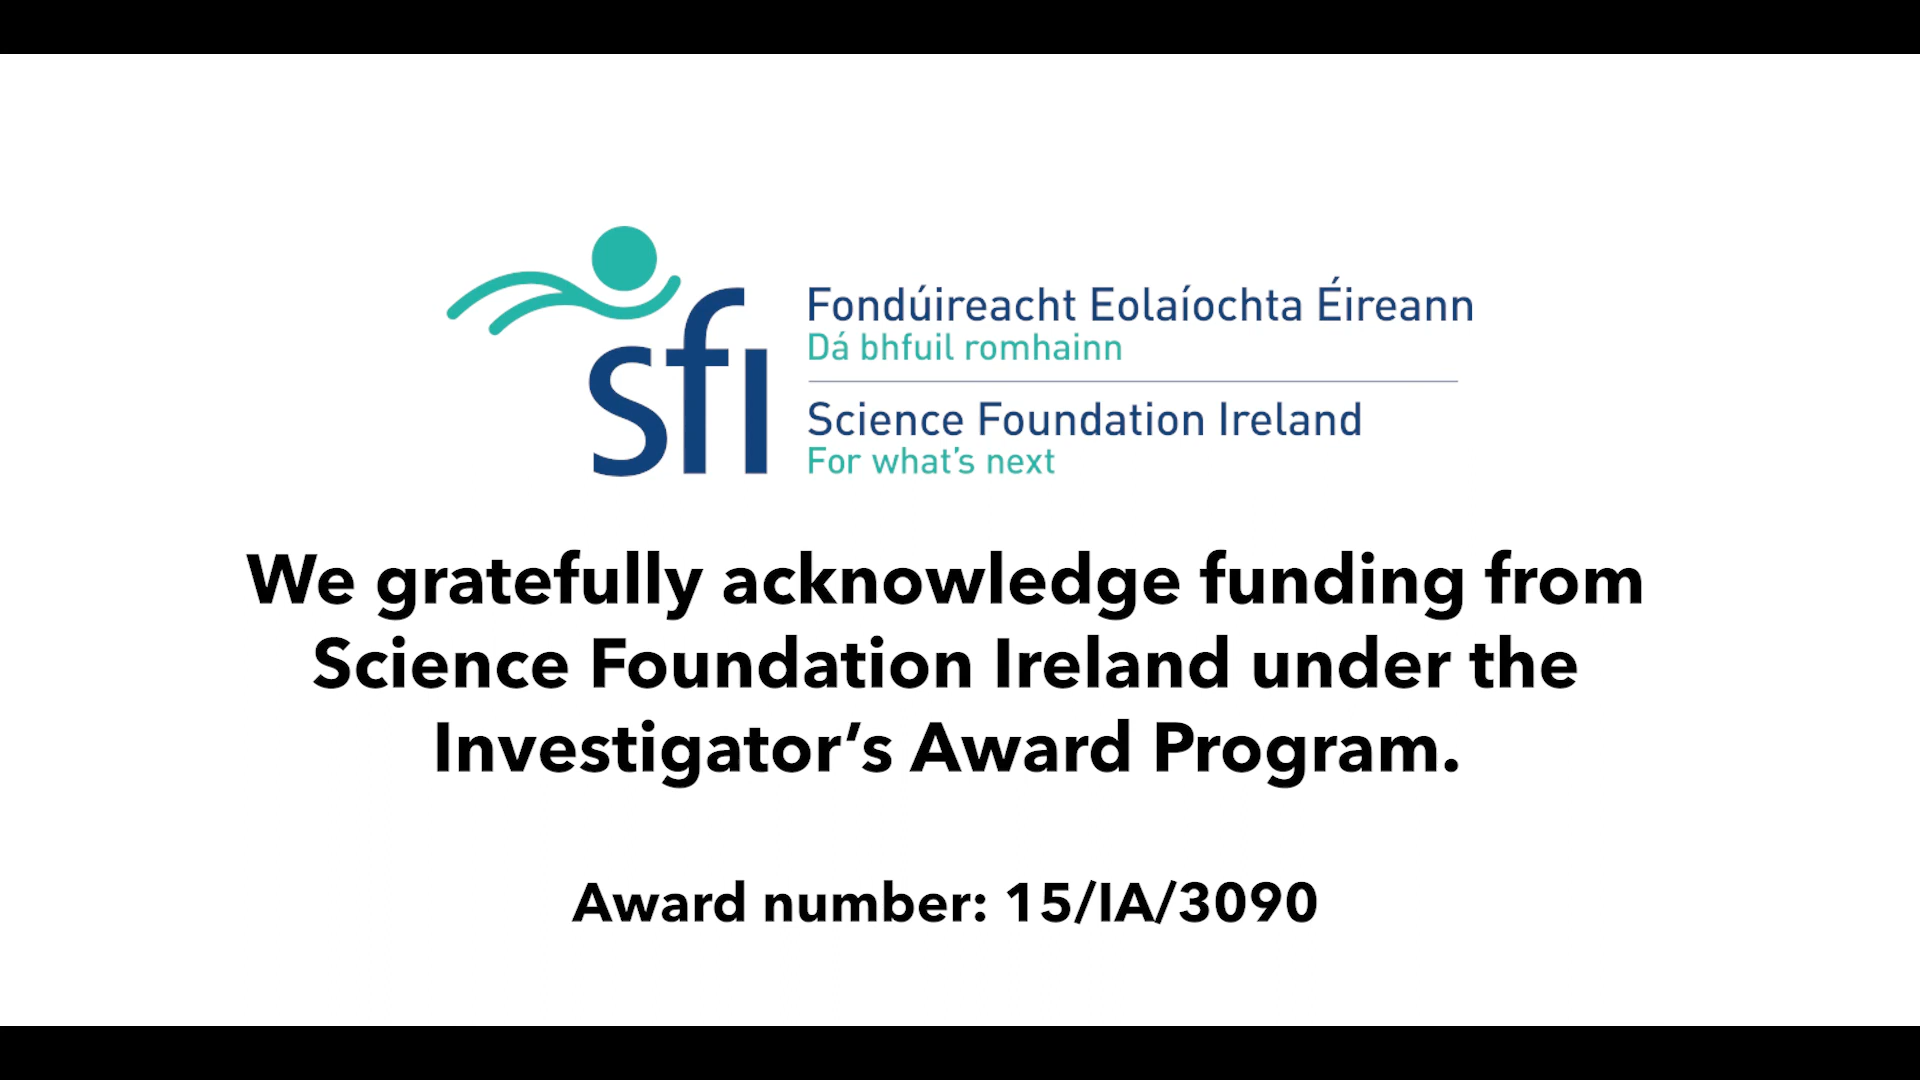 sfi
Fondúireacht Eolaíochta Éireann
Dá bhfuil romhainn
Science Foundation Ireland
For what's next
We gratefully acknowledge funding from
Science Foundation Ireland under the
Investigator’s Award Program.
Award number: 15/IA/3090